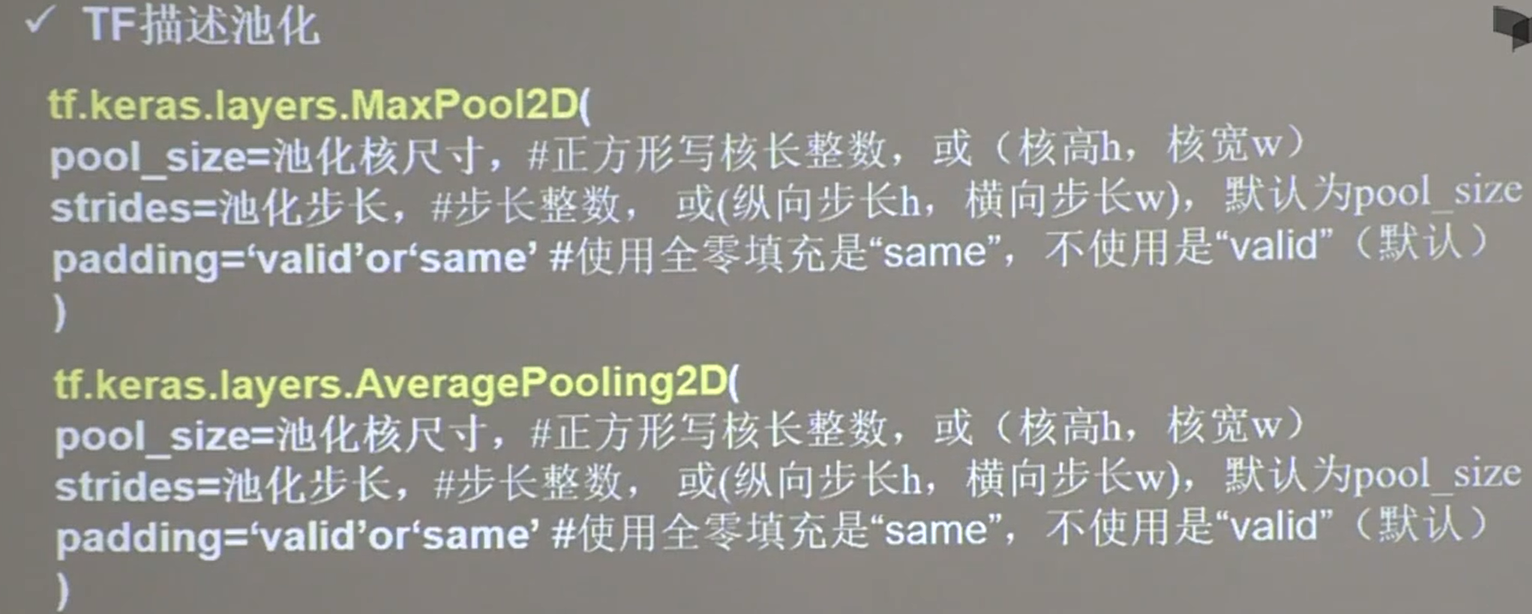 ✓ TF描述池化
tf.keras.layers.MaxPool2D(
pool_size=池化核尺寸，#正方形写核长整数，或（核高h，核宽w）
strides=池化步长，#步长整数， 或(纵向步长h，横向步长w)，默认为pool_size
padding=‘valid’or‘same’ #使用全零填充是“same”，不使用是“valid”（默认）
)
tf.keras.layers.AveragePooling2D(
pool_size=池化核尺寸，#正方形写核长整数，或（核高h，核宽w）
strides=池化步长，#步长整数， 或(纵向步长h，横向步长w)，默认为pool_size
padding=‘valid’or‘same’ #使用全零填充是“same”，不使用是“valid”（默认）
)